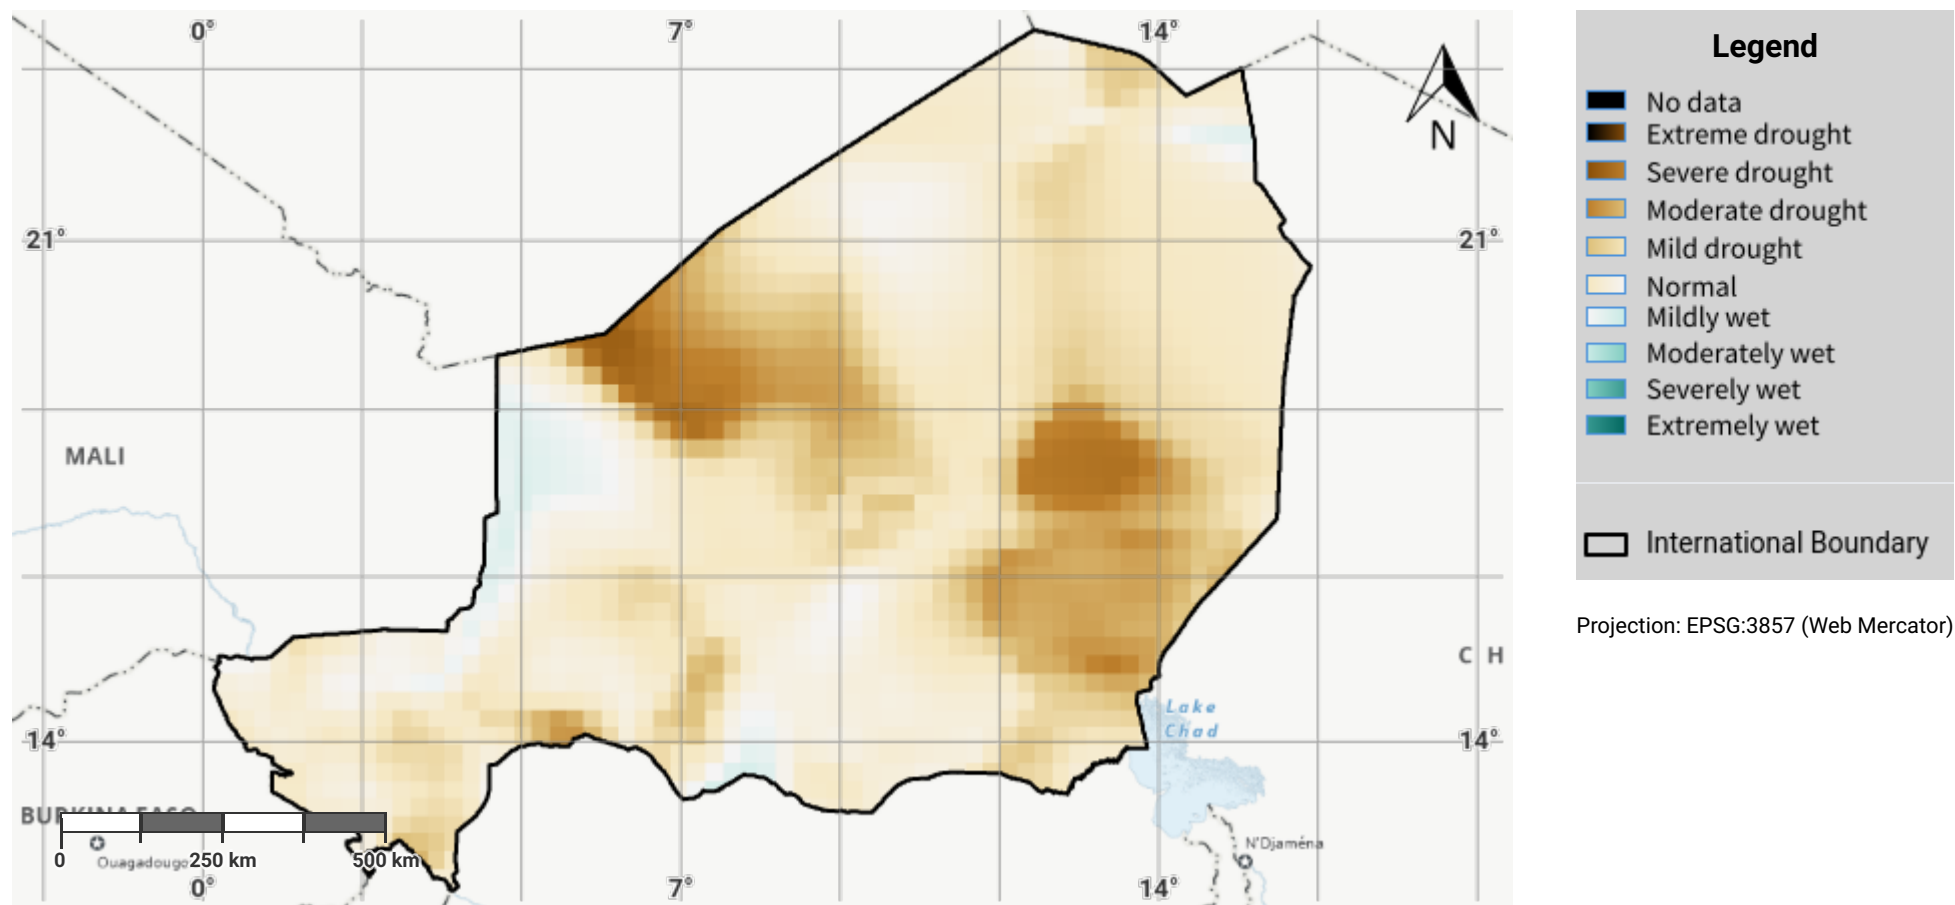 0° 7° 14°
N
21° 21°
MALI
C H
Lake
Chad
14° 14°
BURKINA FASO
N'Djaména
Ouagadougo
0 250 km 500 km
0° 7° 14°
Legend
No data
Extreme drought
Severe drought
Moderate drought
Mild drought
Normal
Mildly wet
Moderately wet
Severely wet
Extremely wet
International Boundary
Projection: EPSG:3857 (Web Mercator)